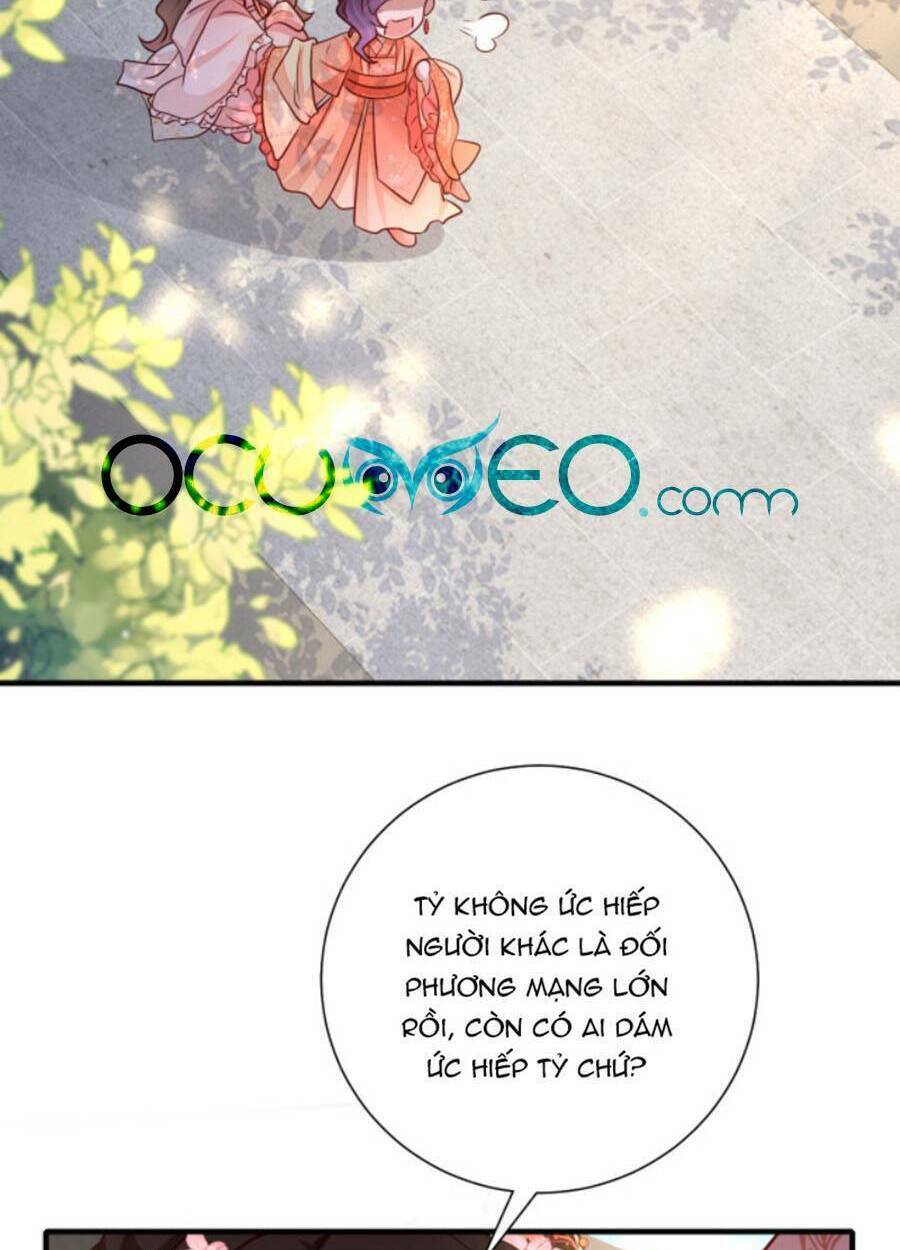 OCUMEO.com
TỶ KHÔNG ỨC HIẾP
NGƯỜI KHÁC LÀ ĐỐI
PHƯƠNG MẠNG LỚN
RỒI, CÒN CÓ AI DÁM
ỨC HIẾP TỶ CHỨ?